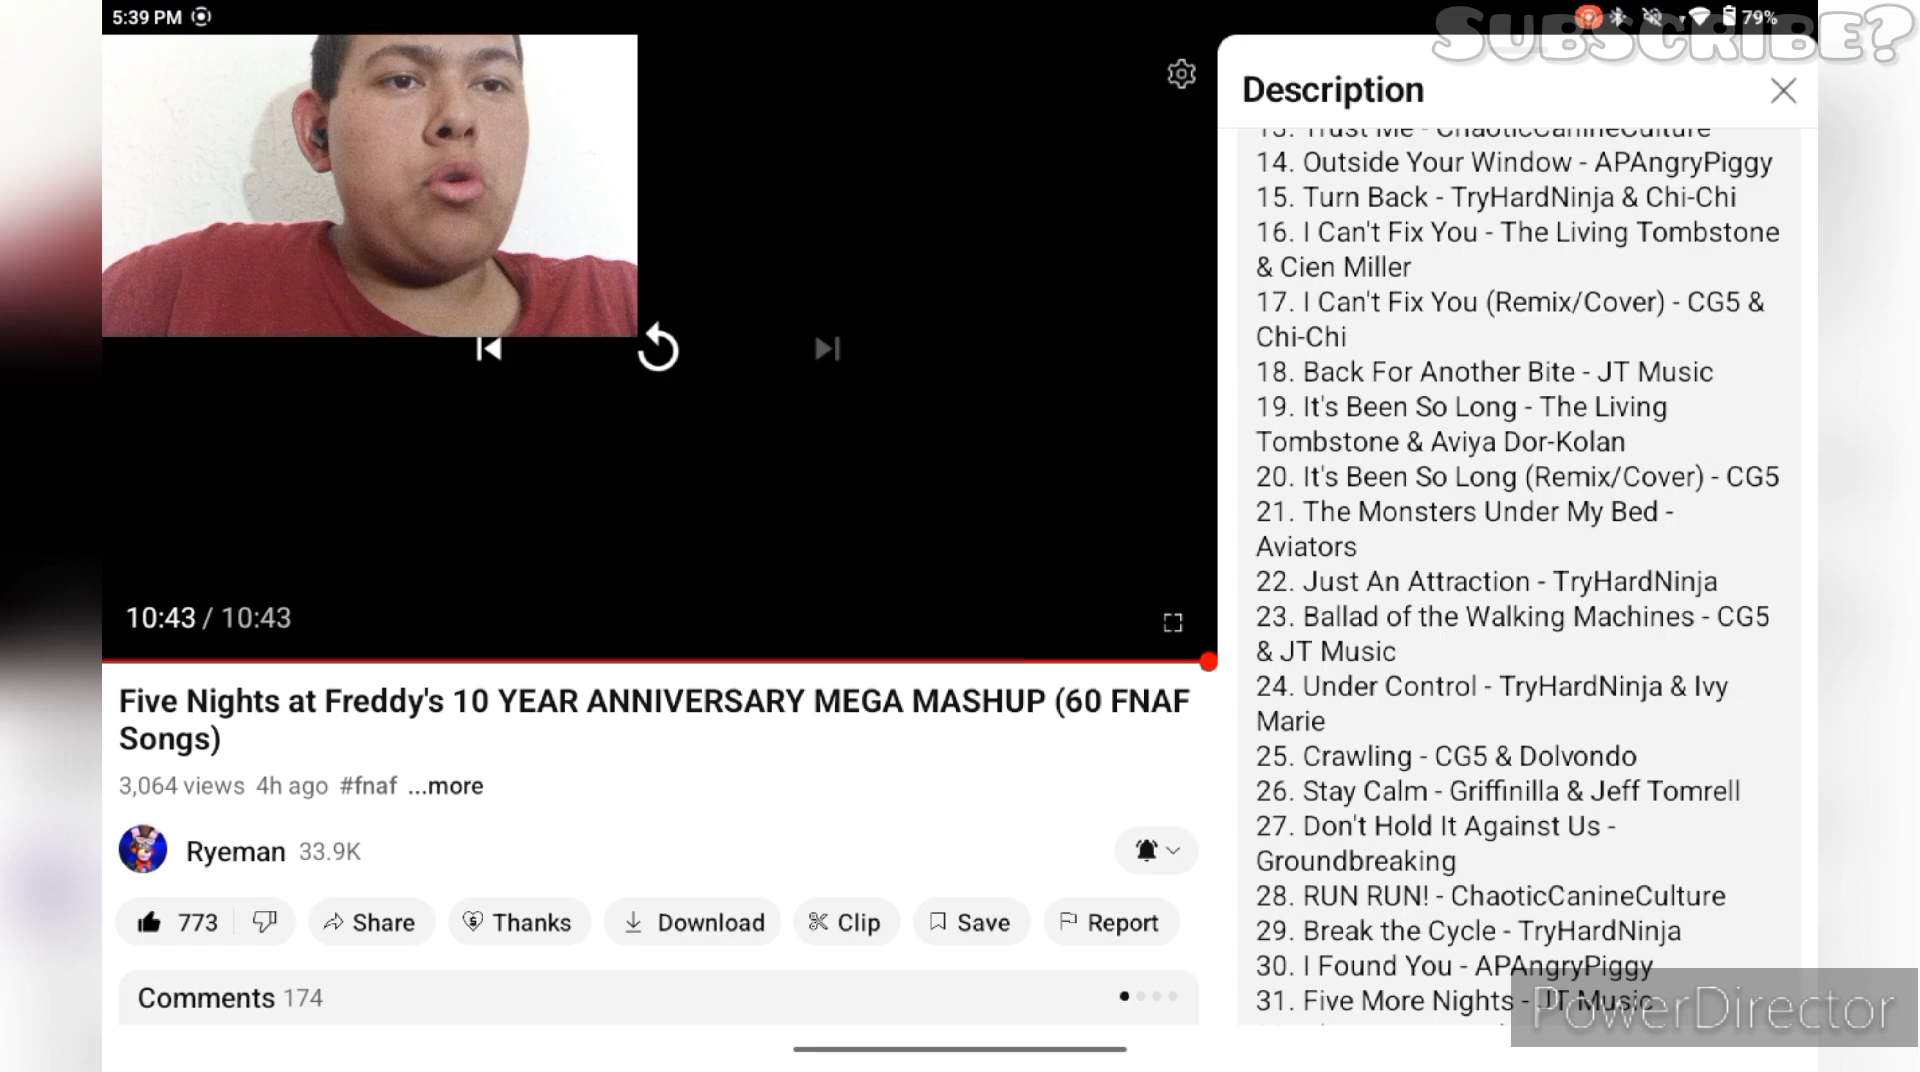 5:39 PM
79%
SUBSCRIBE?
Description
13. Trust Me - ChaoticCanineCulture
14. Outside Your Window - APAngryPiggy
15. Turn Back - TryHardNinja & Chi-Chi
16. I Can't Fix You - The Living Tombstone
& Cien Miller
17. I Can't Fix You (Remix/Cover) - CG5 &
Chi-Chi
18. Back For Another Bite - JT Music
19. It's Been So Long - The Living
Tombstone & Aviya Dor-Kolan
20. It's Been So Long (Remix/Cover) - CG5
21. The Monsters Under My Bed -
Aviators
22. Just An Attraction - TryHardNinja
23. Ballad of the Walking Machines - CG5
& JT Music
24. Under Control - TryHardNinja & Ivy
Marie
25. Crawling - CG5 & Dolvondo
26. Stay Calm - Griffinilla & Jeff Tomrell
27. Don't Hold It Against Us -
Groundbreaking
28. RUN RUN! - ChaoticCanineCulture
29. Break the Cycle - TryHardNinja
30. I Found You - APAngryPiggy
31. Five More Nights - JT Music
PowerDirector
10:43 / 10:43
Five Nights at Freddy's 10 YEAR ANNIVERSARY MEGA MASHUP (60 FNAF
Songs)
3,064 views 4h ago #fnaf ...more
Ryeman 33.9K
773 Share Thanks Download Clip Save Report
Comments 174